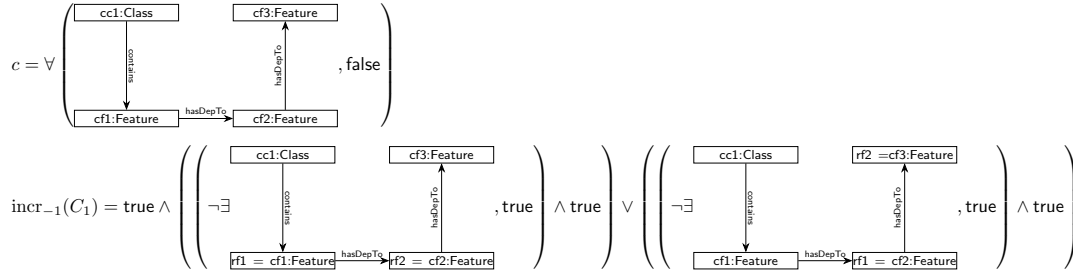 cc1:Class cf3:Feature
c = ∀ ( contains hasDepTo , false )
cf1:Feature hasDepTo cf2:Feature
cc1:Class cf3:Feature cc1:Class rf2 =cf3:Feature
incr₋₁(C₁) = true ∧ ( ( ( ¬∃ contains hasDepTo , true ) ∧ true ) ∨ ( ( ( ¬∃ contains hasDepTo , true ) ∧ true )
rf1 = cf1:Feature hasDepTo rf2 = cf2:Feature cf1:Feature hasDepTo rf1 = cf2:Feature